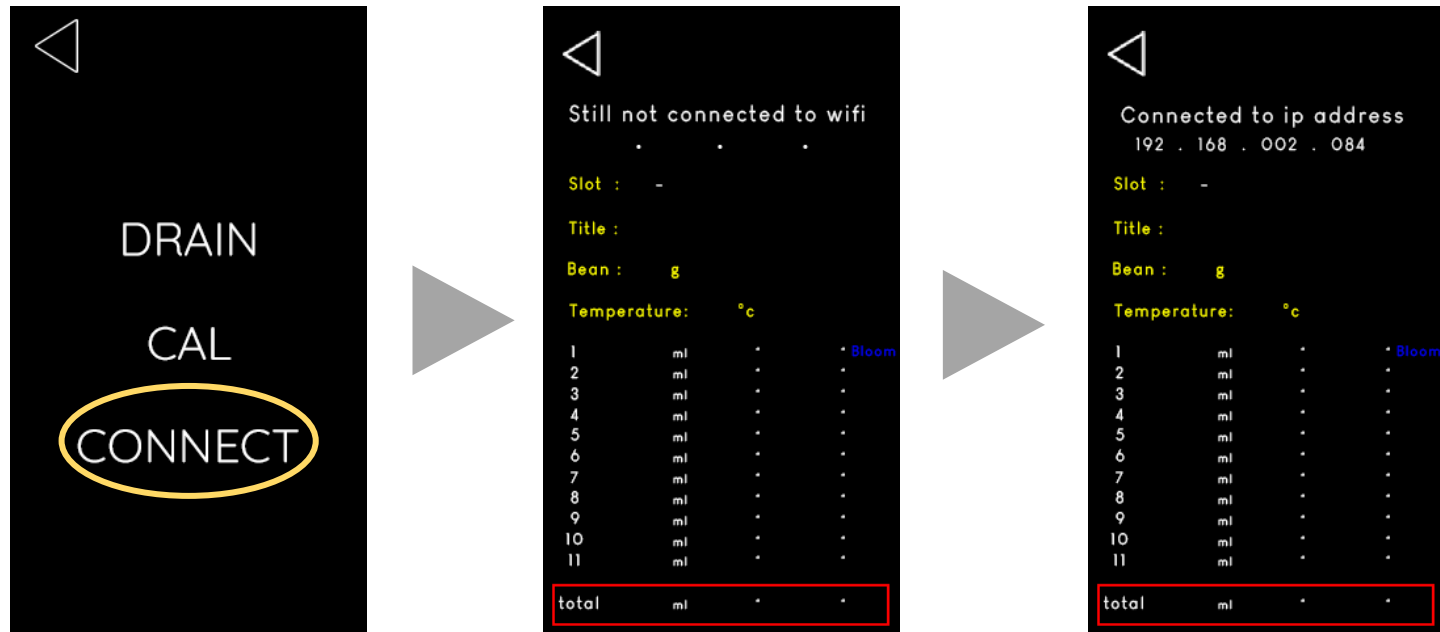 DRAIN
CAL
CONNECT
Still not connected to wifi
. . .
Slot : -
Title :
Bean : g
Temperature: °c
1 ml " " Bloom
2 ml " "
3 ml " "
4 ml " "
5 ml " "
6 ml " "
7 ml " "
8 ml " "
9 ml " "
10 ml " "
11 ml " "
total ml " "
Connected to ip address
192 . 168 . 002 . 084
Slot : -
Title :
Bean : g
Temperature: °c
1 ml " " Bloom
2 ml " "
3 ml " "
4 ml " "
5 ml " "
6 ml " "
7 ml " "
8 ml " "
9 ml " "
10 ml " "
11 ml " "
total ml " "